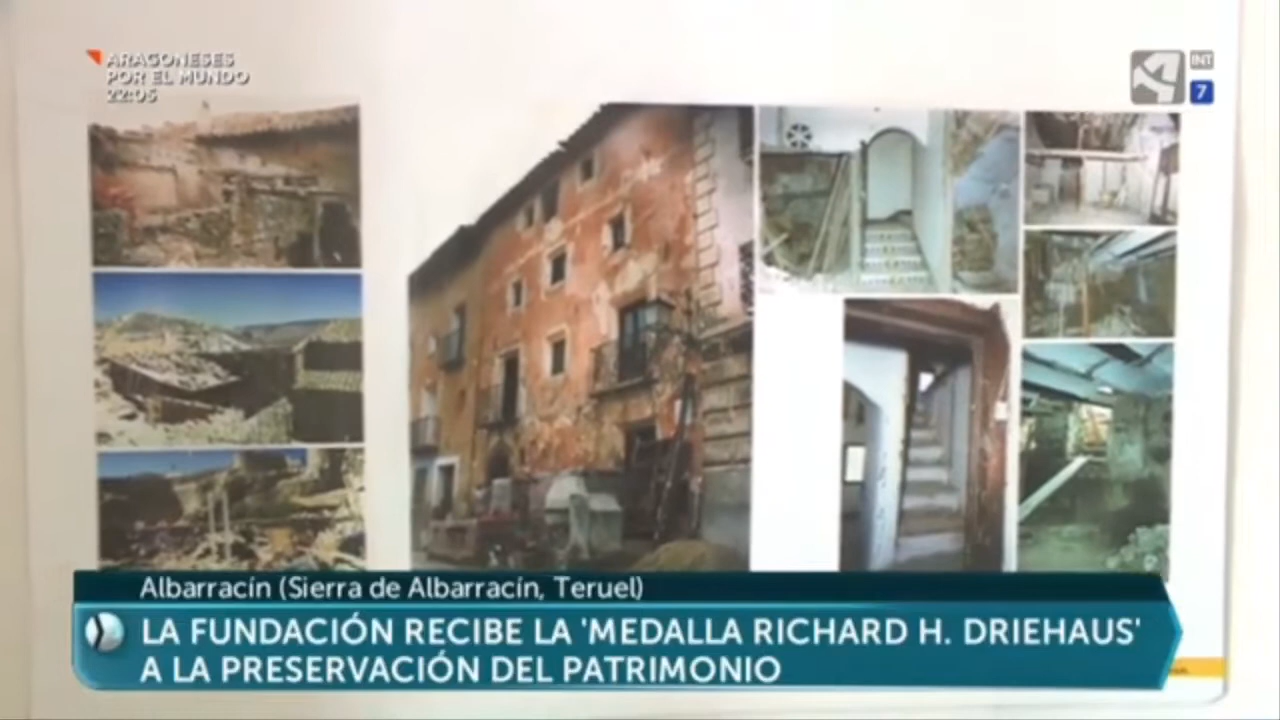 ARAGONESES
POR EL MUNDO
22:05
INT
7
Albarracín (Sierra de Albarracín, Teruel)
LA FUNDACIÓN RECIBE LA 'MEDALLA RICHARD H. DRIEHAUS'
A LA PRESERVACIÓN DEL PATRIMONIO